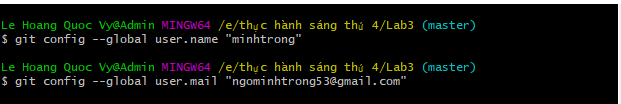 Le Hoang Quoc Vy@Admin MINGW64 /e/thực hành sáng thứ 4/Lab3 (master)
$ git config --global user.name "minhtrong"
Le Hoang Quoc Vy@Admin MINGW64 /e/thực hành sáng thứ 4/Lab3 (master)
$ git config --global user.mail "ngominhtrong53@gmail.com"